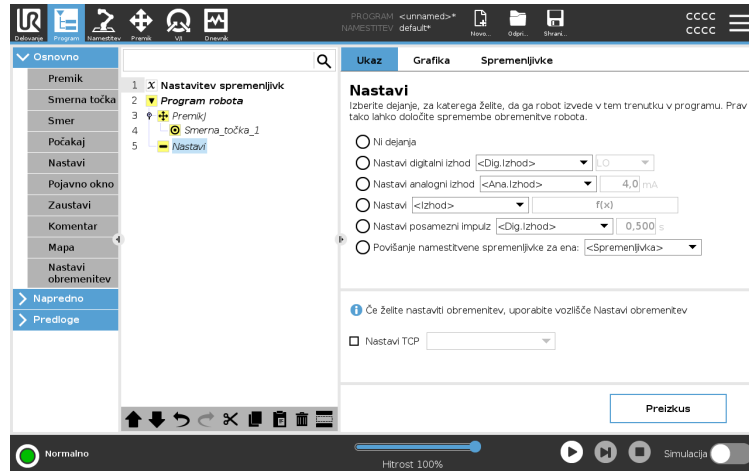 UR
Delovanje
Program
Namestitev
Premik
V/I
Dnevnik
PROGRAM <unnamed>*
NAMESTITEV default*
Novo...
Odpri...
Shrani...
cccc
cccc
Osnovno
Premik
Smerna točka
Smer
Počakaj
Nastavi
Pojavno okno
Zaustavi
Komentar
Mapa
Nastavi
obremenitev
Napredno
Predloge
1 X Nastavitev spremenljivk
2 Program robota
3 PremikJ
4 Smerna_točka_1
5 Nastavi
Ukaz Grafika Spremenljivke
Nastavi
Izberite dejanje, za katerega želite, da ga robot izvede v tem trenutku v programu. Prav
tako lahko določite spremembe obremenitve robota.
Ni dejanja
Nastavi digitalni izhod <Dig.Izhod> LO
Nastavi analogni izhod <Ana.Izhod> 4,0 mA
Nastavi <Izhod> f(x)
Nastavi posamezni impulz <Dig.Izhod> 0,500 s
Povišanje namestitvene spremenljivke za ena: <Spremenljivka>
Če želite nastaviti obremenitev, uporabite vozlišče Nastavi obremenitev
Nastavi TCP
Preizkus
Normalno
Hitrost 100%
Simulacija